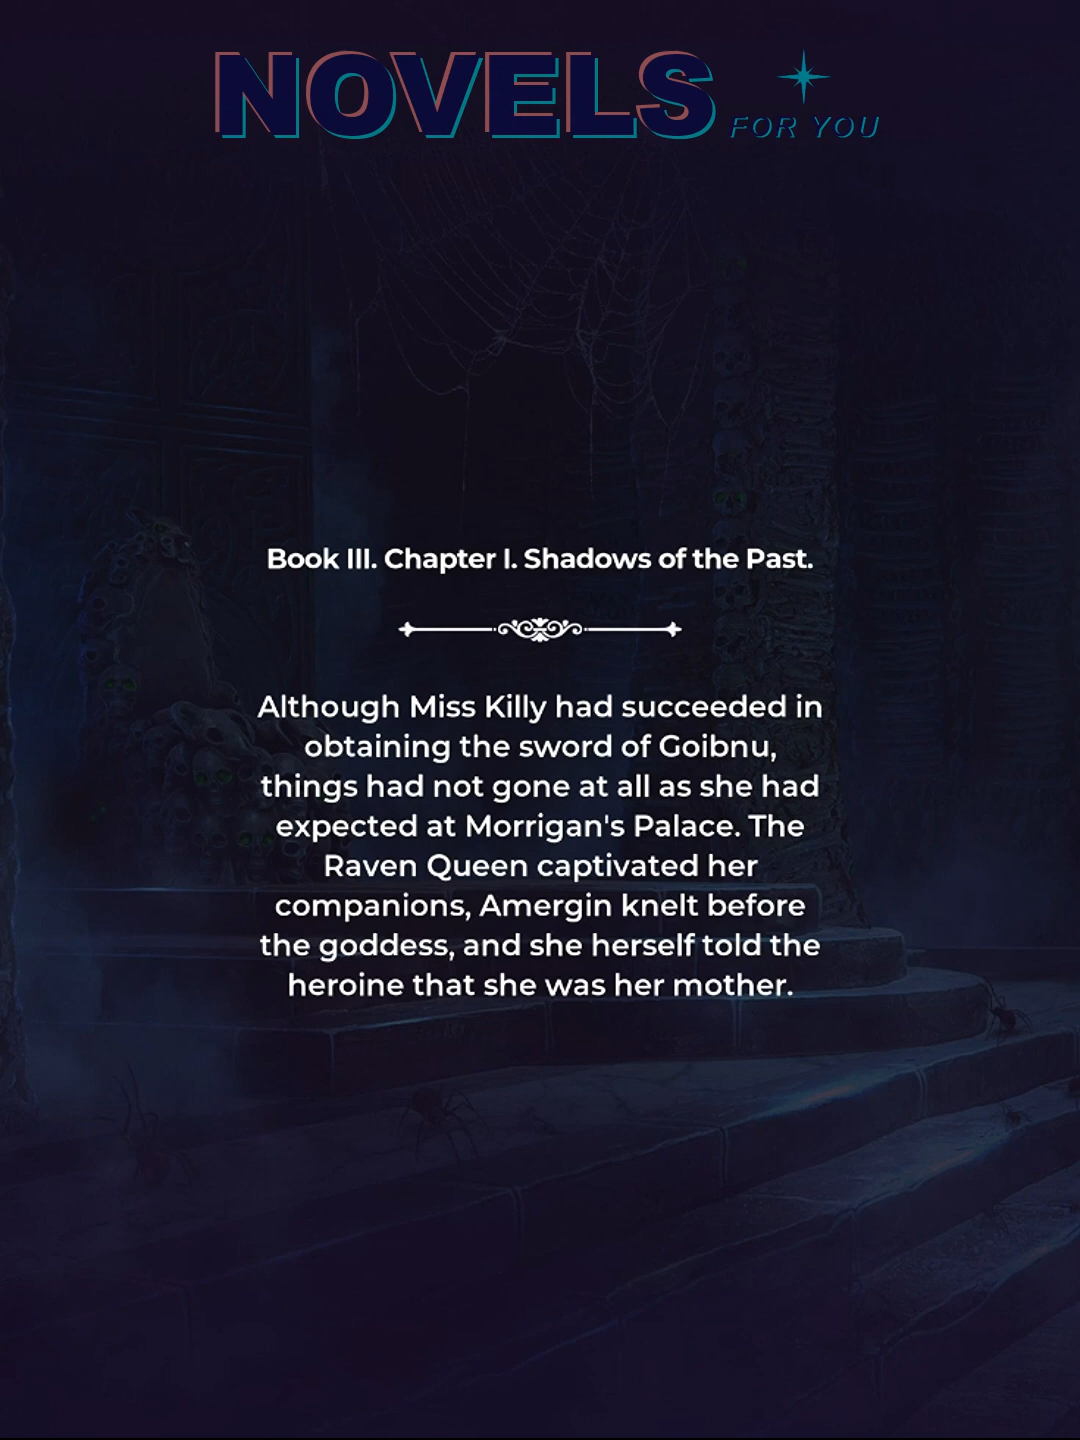 NOVELS
FOR YOU
Book III. Chapter I. Shadows of the Past.
Although Miss Killy had succeeded in
obtaining the sword of Goibnu,
things had not gone at all as she had
expected at Morrigan's Palace. The
Raven Queen captivated her
companions, Amergin knelt before
the goddess, and she herself told the
heroine that she was her mother.